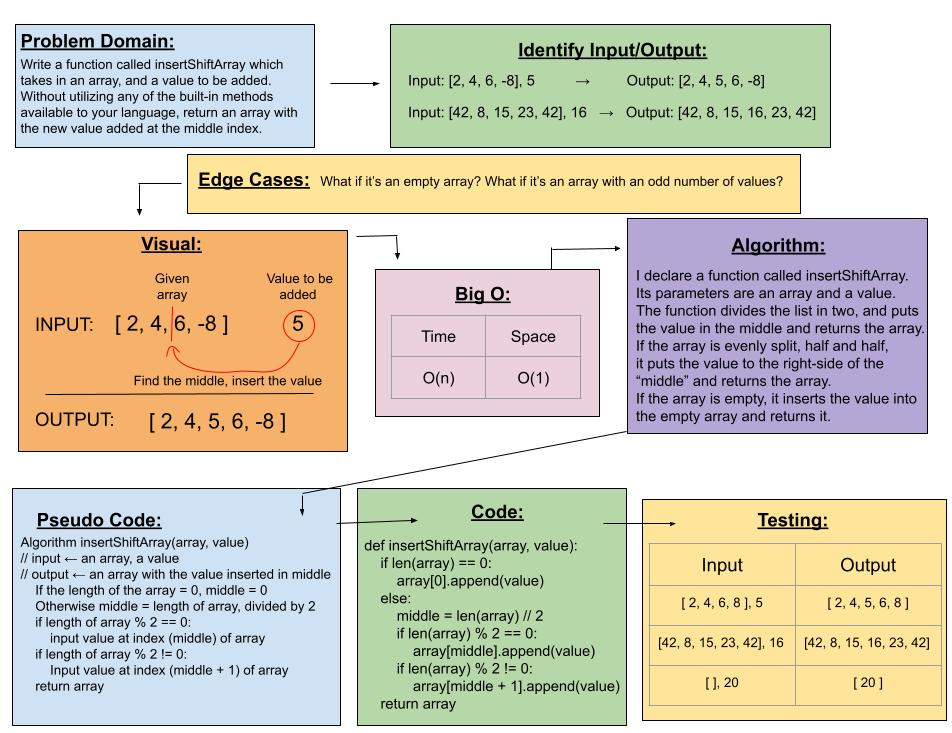 Problem Domain:
Write a function called insertShiftArray which
takes in an array, and a value to be added.
Without utilizing any of the built-in methods
available to your language, return an array with
the new value added at the middle index.
Identify Input/Output:
Input: [2, 4, 6, -8], 5 → Output: [2, 4, 5, 6, -8]
Input: [42, 8, 15, 23, 42], 16 → Output: [42, 8, 15, 16, 23, 42]
Edge Cases: What if it's an empty array? What if it's an array with an odd number of values?
Visual:
Given
array
Value to be
added
INPUT: [ 2, 4, 6, -8 ] 5
Find the middle, insert the value
OUTPUT: [ 2, 4, 5, 6, -8 ]
Big O:
Time Space
O(n) O(1)
Algorithm:
I declare a function called insertShiftArray.
Its parameters are an array and a value.
The function divides the list in two, and puts
the value in the middle and returns the array.
If the array is evenly split, half and half,
it puts the value to the right-side of the
“middle” and returns the array.
If the array is empty, it inserts the value into
the empty array and returns it.
Pseudo Code:
Algorithm insertShiftArray(array, value)
// input ← an array, a value
// output ← an array with the value inserted in middle
If the length of the array = 0, middle = 0
Otherwise middle = length of array, divided by 2
if length of array % 2 == 0:
input value at index (middle) of array
if length of array % 2 != 0:
Input value at index (middle + 1) of array
return array
Code:
def insertShiftArray(array, value):
if len(array) == 0:
array[0].append(value)
else:
middle = len(array) // 2
if len(array) % 2 == 0:
array[middle].append(value)
if len(array) % 2 != 0:
array[middle + 1].append(value)
return array
Testing:
Input Output
[ 2, 4, 6, 8 ], 5 [ 2, 4, 5, 6, 8 ]
[42, 8, 15, 23, 42], 16 [42, 8, 15, 16, 23, 42]
[ ], 20 [ 20 ]